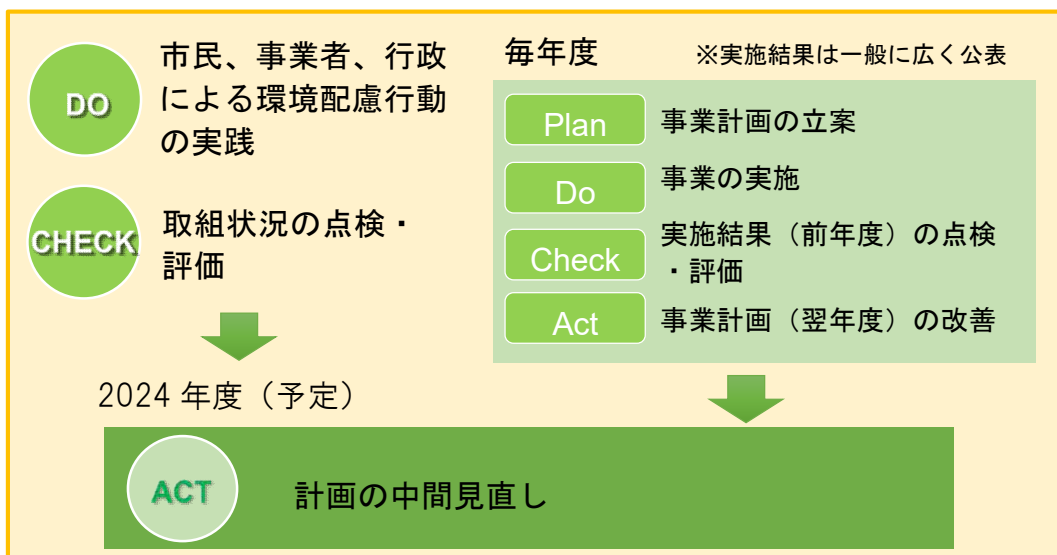 DO
市民、事業者、行政
による環境配慮行動
の実践
CHECK
取組状況の点検・
評価
毎年度
※実施結果は一般に広く公表
Plan
事業計画の立案
Do
事業の実施
Check
実施結果（前年度）の点検
・評価
Act
事業計画（翌年度）の改善
2024 年度（予定）
ACT
計画の中間見直し